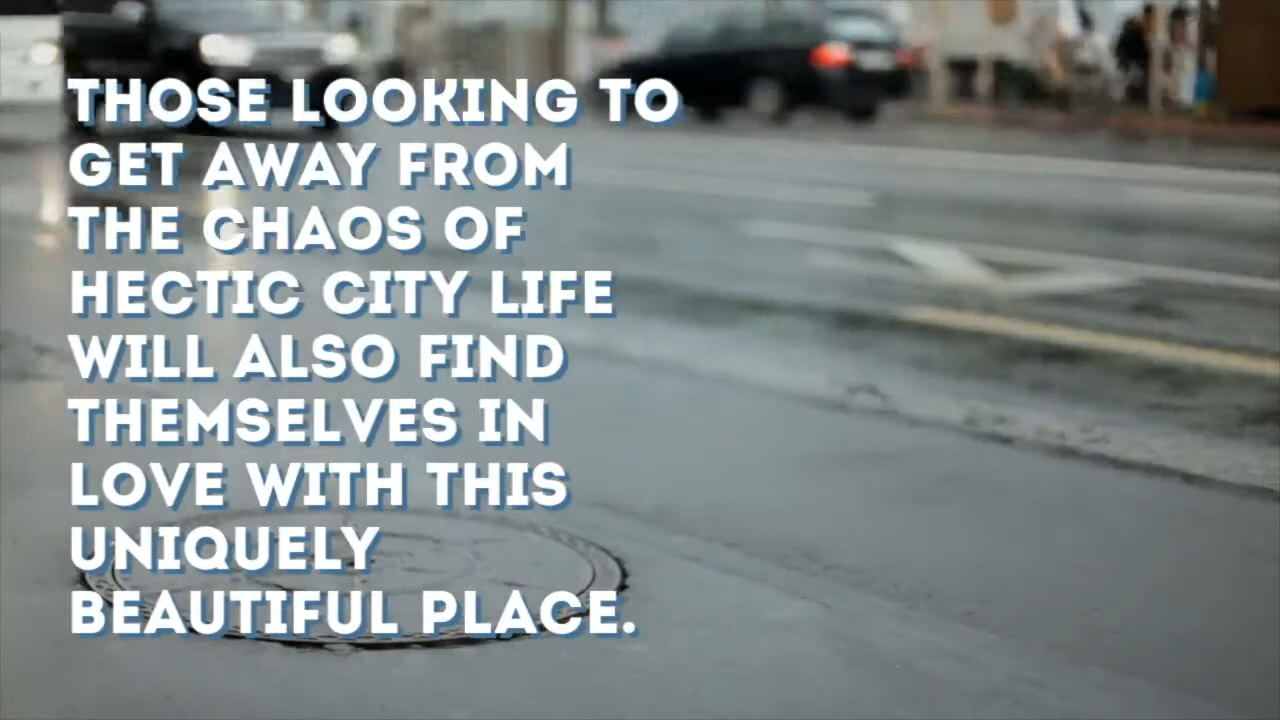 THOSE LOOKING TO
GET AWAY FROM
THE CHAOS OF
HECTIC CITY LIFE
WILL ALSO FIND
THEMSELVES IN
LOVE WITH THIS
UNIQUELY
BEAUTIFUL PLACE.